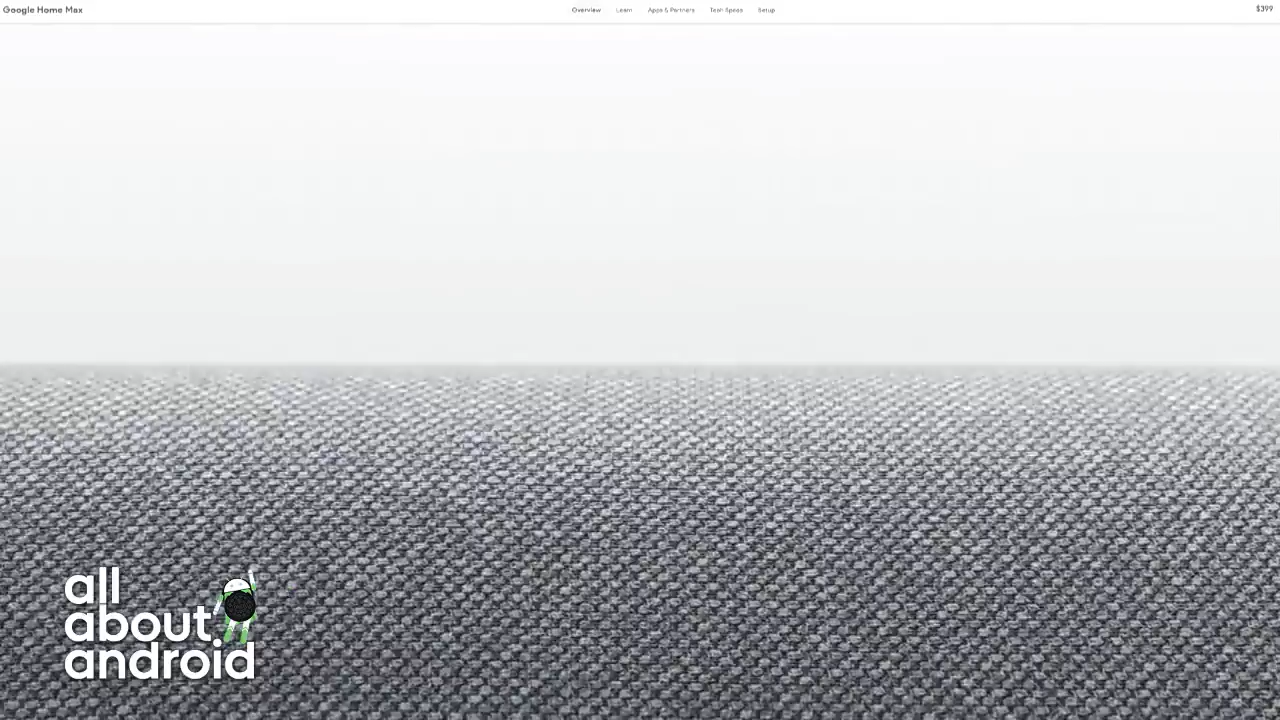 Google Home Max
Overview
Learn
Apps & Partners
Tech Specs
Setup
$399
all
about
android